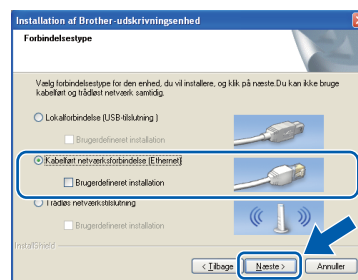 Installation af Brother-udskrivningsenhed
Forbindelsestype
Vælg forbindelsestype for den enhed, du vil installere, og klik på næste.Du kan ikke bruge
kabelført og trådløst netværk samtidig.
Lokalforbindelse (USB-tilslutning )
Brugerdefineret installation
Kabelført netværksforbindelse (Ethernet)
Brugerdefineret installation
Trådløs netværkstilslutning
Brugerdefineret installation
InstallShield
< Tilbage
Næste >
Annuller